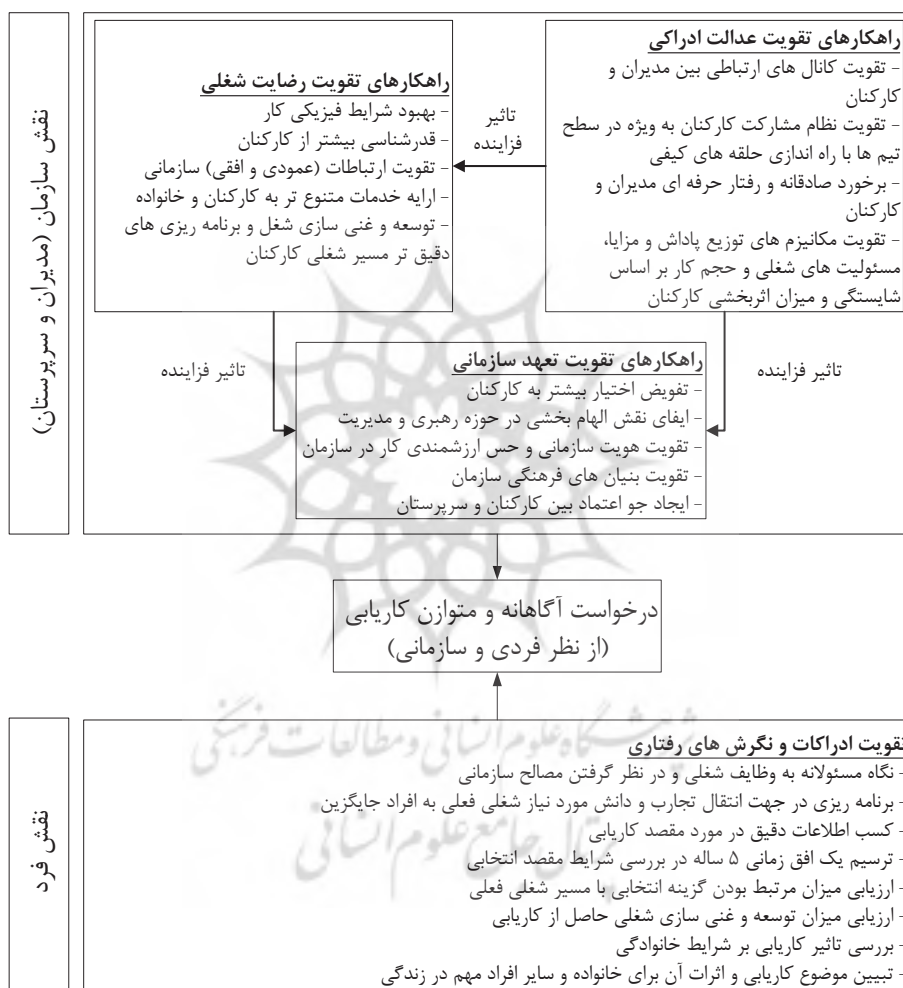 نقش سازمان (مدیران و سرپرستان)
راهکارهای تقویت عدالت ادراکی
- تقویت کانال های ارتباطی بین مدیران و
کارکنان
- تقویت نظام مشارکت کارکنان به ویژه در سطح
تیم ها با راه اندازی حلقه های کیفی
- برخورد صادقانه و رفتار حرفه ای مدیران و
کارکنان
- تقویت مکانیزم های توزیع پاداش و مزایا،
مسئولیت های شغلی و حجم کار بر اساس
شایستگی و میزان اثربخشی کارکنان
تاثیر
فزاینده
راهکارهای تقویت رضایت شغلی
- بهبود شرایط فیزیکی کار
- قدرشناسی بیشتر از کارکنان
- تقویت ارتباطات (عمودی و افقی) سازمانی
- ارایه خدمات متنوع تر به کارکنان و خانواده
- توسعه و غنی سازی شغل و برنامه ریزی های
دقیق تر مسیر شغلی کارکنان
تاثیر فزاینده
تاثیر فزاینده
راهکارهای تقویت تعهد سازمانی
- تفویض اختیار بیشتر به کارکنان
- ایفای نقش الهام بخشی در حوزه رهبری و مدیریت
- تقویت هویت سازمانی و حس ارزشمندی کار در سازمان
- تقویت بنیان های فرهنگی سازمان
- ایجاد جو اعتماد بین کارکنان و سرپرستان
درخواست آگاهانه و متوازن کاریابی
(از نظر فردی و سازمانی)
پژوهشگاه علوم انسانی و مطالعات فرهنگی
پرتال جامع علوم انسانی
نقش فرد
تقویت ادراکات و نگرش های رفتاری
- نگاه مسئولانه به وظایف شغلی و در نظر گرفتن مصالح سازمانی
- برنامه ریزی در جهت انتقال تجارب و دانش مورد نیاز شغلی فعلی به افراد جایگزین
- کسب اطلاعات دقیق در مورد مقصد کاریابی
- ترسیم یک افق زمانی ۵ ساله در بررسی شرایط مقصد انتخابی
- ارزیابی میزان مرتبط بودن گزینه انتخابی با مسیر شغلی فعلی
- ارزیابی میزان توسعه و غنی سازی شغلی حاصل از کاریابی
- بررسی تاثیر کاریابی بر شرایط خانوادگی
- تبیین موضوع کاریابی و اثرات آن برای خانواده و سایر افراد مهم در زندگی